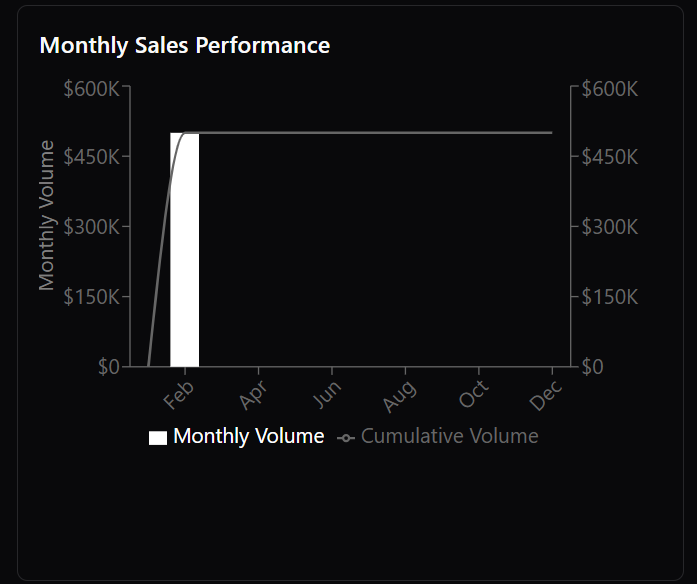 Monthly Sales Performance
$600K
$600K
$450K
$450K
$300K
$300K
$150K
$150K
$0
$0
Monthly Volume
Feb Apr Jun Aug Oct Dec
Monthly Volume Cumulative Volume